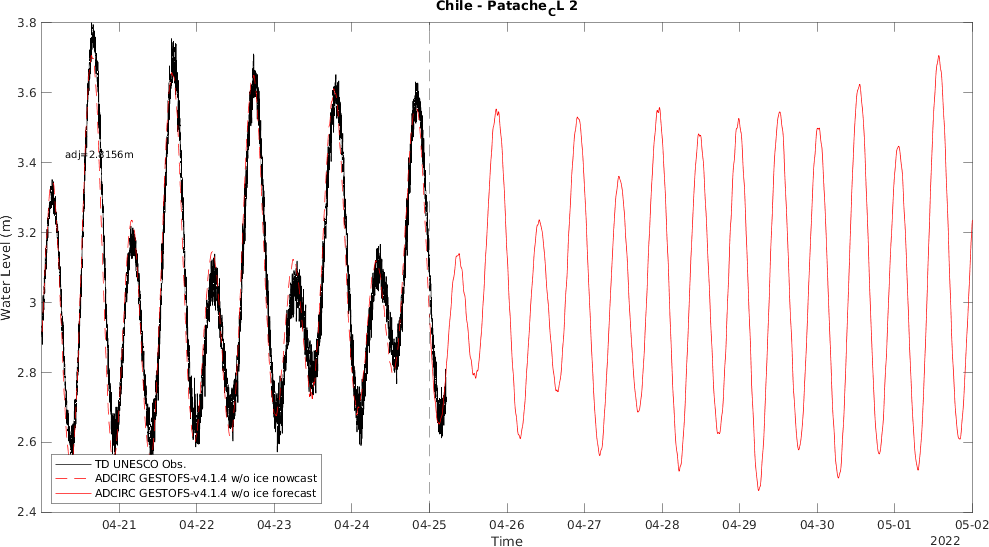 Chile - Patache_CL 2
3.8
3.6
3.4
3.2
3
2.8
2.6
2.4
Water Level (m)
adj=2.8156m
TD UNESCO Obs.
ADCIRC GESTOFS-v4.1.4 w/o ice nowcast
ADCIRC GESTOFS-v4.1.4 w/o ice forecast
04-21 04-22 04-23 04-24 04-25 04-26 04-27 04-28 04-29 04-30 05-01 05-02
Time
2022